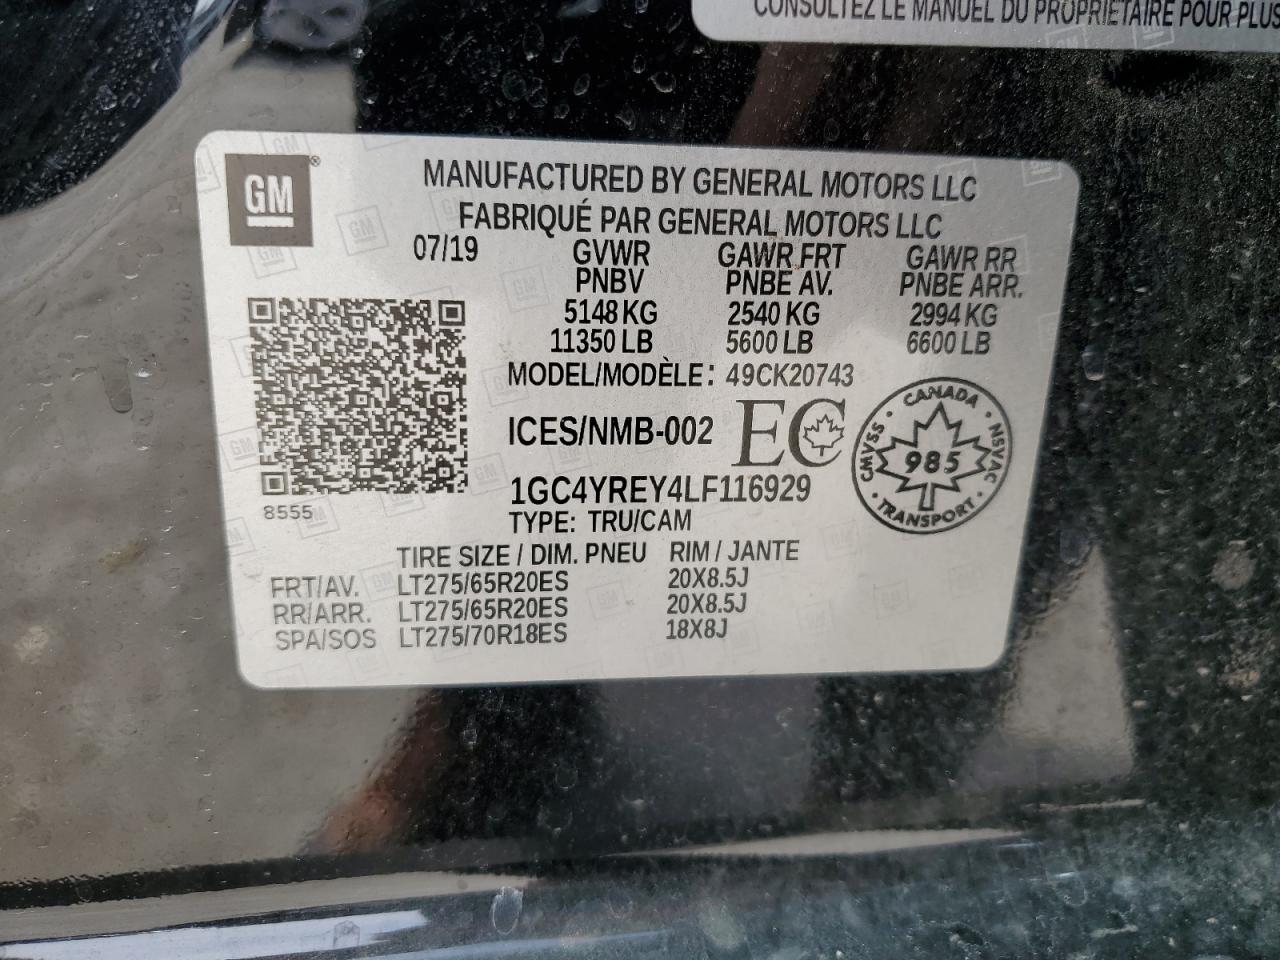 CONSULTEZ LE MANUEL DU PROPRIÉTAIRE POUR PLUS
GM®
MANUFACTURED BY GENERAL MOTORS LLC
FABRIQUÉ PAR GENERAL MOTORS LLC
07/19 GVWR GAWR FRT GAWR RR
PNBV PNBE AV. PNBE ARR.
5148 KG 2540 KG 2994 KG
11350 LB 5600 LB 6600 LB
MODEL/MODÈLE: 49CK20743
ICES/NMB-002 EC
CANADA
CMVSS 985 NSVAC
TRANSPORT
1GC4YREY4LF116929
8555
TYPE: TRU/CAM
TIRE SIZE / DIM. PNEU RIM / JANTE
FRT/AV. LT275/65R20ES 20X8.5J
RR/ARR. LT275/65R20ES 20X8.5J
SPA/SOS LT275/70R18ES 18X8J